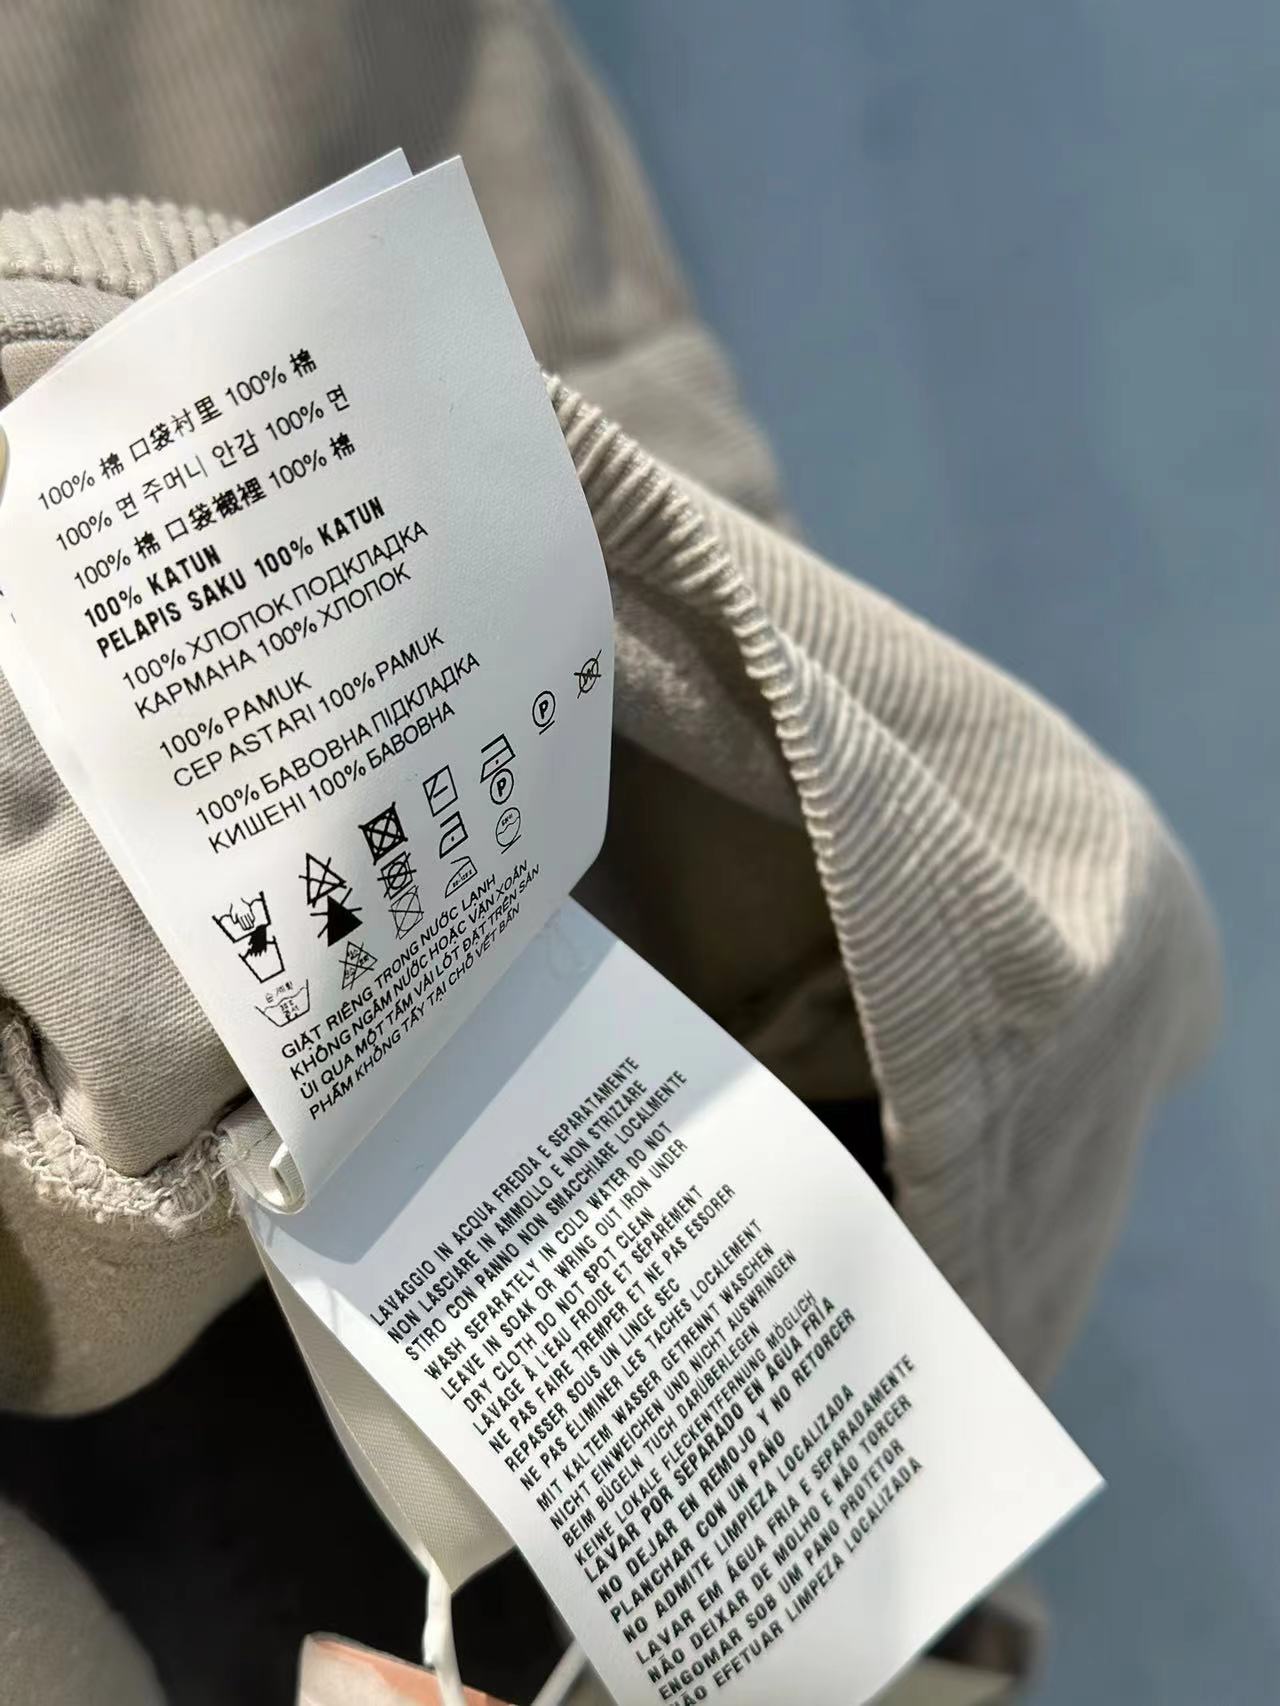 100% 棉 口袋衬里 100% 棉
100% 면 주머니 안감 100% 면
100% 棉 口袋襯裡 100% 棉
100% KATUN
PELAPIS SAKU 100% KATUN
100% ХЛОПОК ПОДКЛАДКА
КАРМАНА 100% ХЛОПОК
100% PAMUK
CEP ASTARI 100% PAMUK
100% БАВОВНА ПІДКЛАДКА
КИШЕНІ 100% БАВОВНА
P
P
GIẶT RIÊNG TRONG NƯỚC LẠNH
KHÔNG NGÂM NƯỚC HOẶC VẶN XOẮN
ỦI QUA MỘT TẤM VẢI LÓT ĐẶT TRÊN SẢN
PHẨM KHÔNG TẨY TẠI CHỖ VẾT BẨN
LAVAGGIO IN ACQUA FREDDA E SEPARATAMENTE
NON LASCIARE IN AMMOLLO E NON STRIZZARE
STIRO CON PANNO NON SMACCHIARE LOCALMENTE
WASH SEPARATELY IN COLD WATER DO NOT
LEAVE IN SOAK OR WRING OUT IRON UNDER
DRY CLOTH DO NOT SPOT CLEAN
LAVAGE À L'EAU FROIDE ET SÉPARÉMENT
NE PAS FAIRE TREMPER ET NE PAS ESSORER
REPASSER SOUS UN LINGE SEC
NE PAS ÉLIMINER LES TACHES LOCALEMENT
MIT KALTEM WASSER GETRENNT WASCHEN
NICHT EINWEICHEN UND NICHT AUSWRINGEN
BEIM BÜGELN TUCH DARÜBERLEGEN
KEINE LOKALE FLECKENTFERNUNG MÖGLICH
LAVAR POR SEPARADO EN AGUA FRÍA
NO DEJAR EN REMOJO Y NO RETORCER
PLANCHAR CON UN PAÑO
NO ADMITE LIMPIEZA LOCALIZADA
LAVAR EM ÁGUA FRIA E SEPARADAMENTE
NÃO DEIXAR DE MOLHO E NÃO TORCER
ENGOMAR SOB UM PANO PROTETOR
NÃO EFETUAR LIMPEZA LOCALIZADA